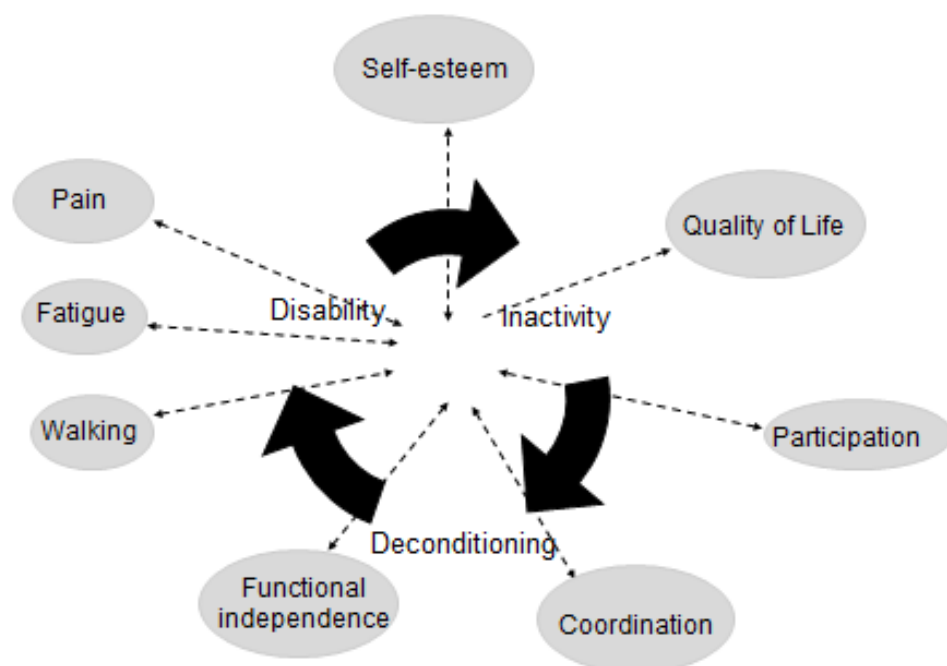 Self-esteem
Pain
Quality of Life
Fatigue
Disability
Inactivity
Walking
Participation
Deconditioning
Functional
independence
Coordination